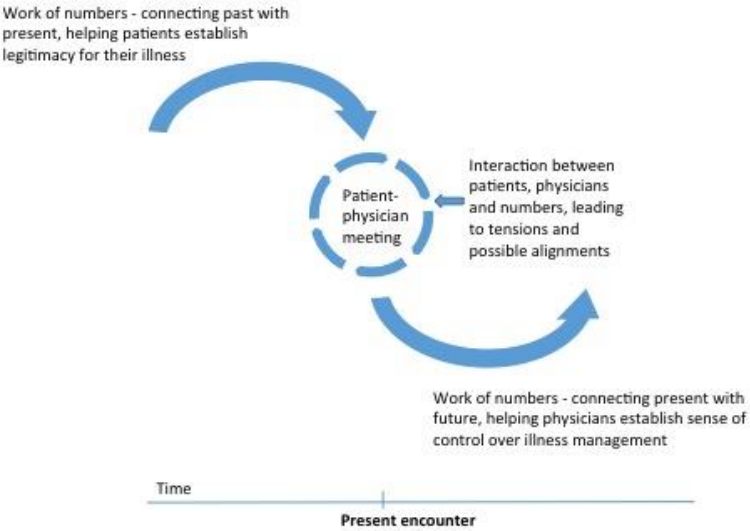 Work of numbers - connecting past with
present, helping patients establish
legitimacy for their illness
Patient-
physician
meeting
Interaction between
patients, physicians
and numbers, leading
to tensions and
possible alignments
Work of numbers - connecting present with
future, helping physicians establish sense of
control over illness management
Time
Present encounter